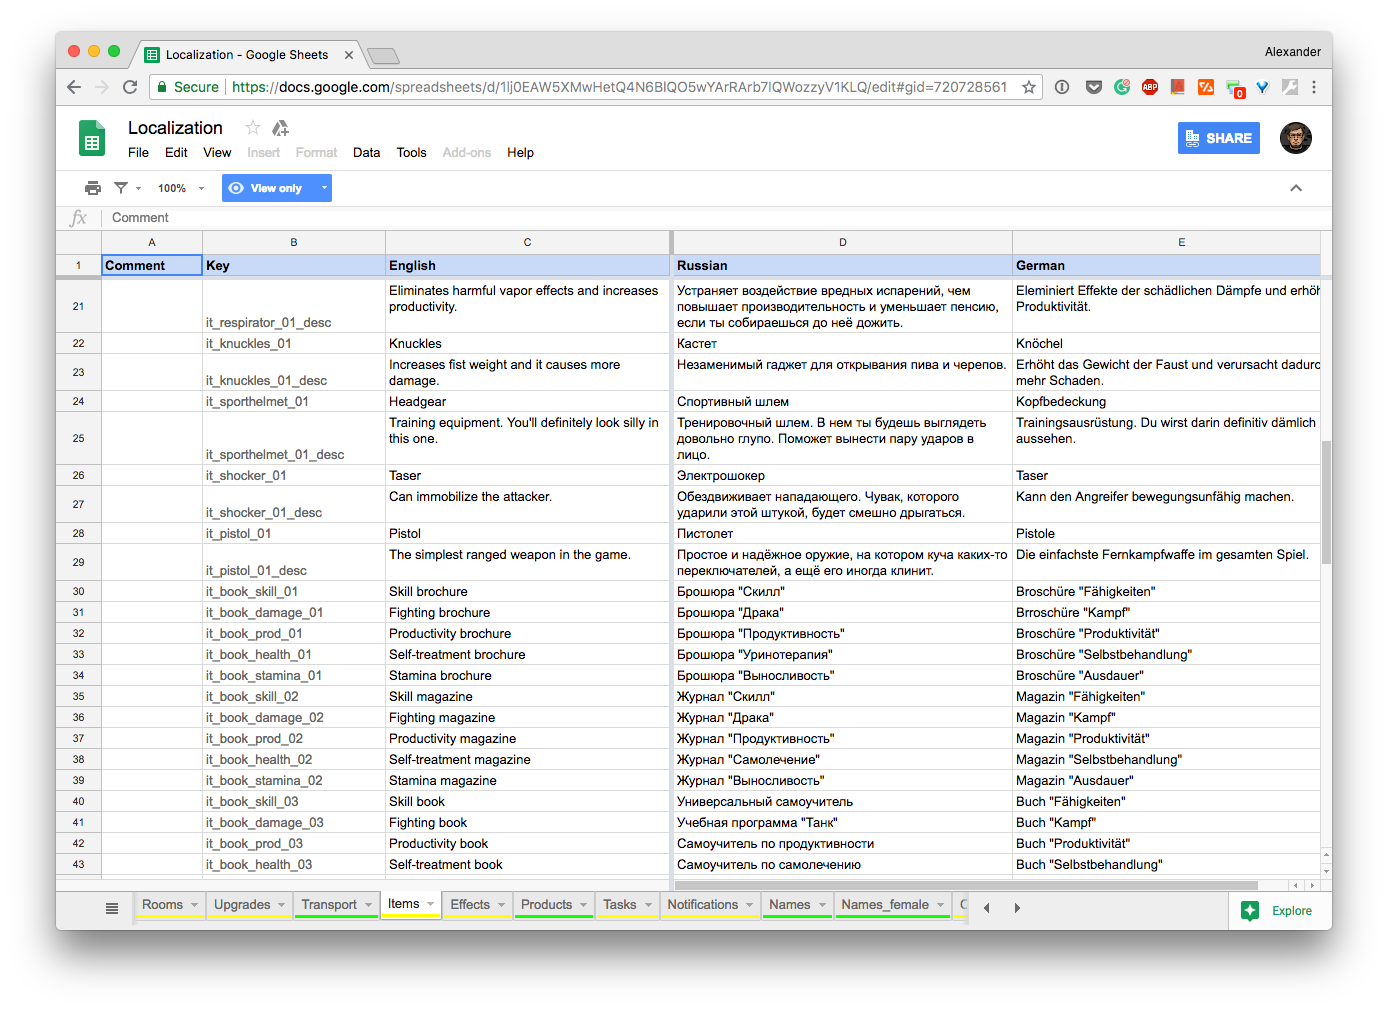 Localization - Google Sheets
Alexander
Secure https://docs.google.com/spreadsheets/d/1lj0EAW5XMwHetQ4N6BlQO5wYArRArb7lQWozzyV1KLQ/edit#gid=720728561
ABP
0
Localization
File Edit View Insert Format Data Tools Add-ons Help
SHARE
100% View only
fx Comment
A B C D E
1 Comment Key English Russian German
21 it_respirator_01_desc
Eliminates harmful vapor effects and increases
productivity.
Устраняет воздействие вредных испарений, чем
повышает производительность и уменьшает пенсию,
если ты собираешься до неё дожить.
Eleminiert Effekte der schädlichen Dämpfe und erhöh
Produktivität.
22 it_knuckles_01 Knuckles Кастет Knöchel
23 it_knuckles_01_desc
Increases fist weight and it causes more
damage.
Незаменимый гаджет для открывания пива и черепов.
Erhöht das Gewicht der Faust und verursacht dadurc
mehr Schaden.
24 it_sporthelmet_01 Headgear Спортивный шлем Kopfbedeckung
25 it_sporthelmet_01_desc
Training equipment. You'll definitely look silly in
this one.
Тренировочный шлем. В нем ты будешь выглядеть
довольно глупо. Поможет вынести пару ударов в
лицо.
Trainingsausrüstung. Du wirst darin definitiv dämlich
aussehen.
26 it_shocker_01 Taser Электрошокер Taser
27 it_shocker_01_desc
Can immobilize the attacker.
Обездвиживает нападающего. Чувак, которого
ударили этой штукой, будет смешно дрыгаться.
Kann den Angreifer bewegungsunfähig machen.
28 it_pistol_01 Pistol Пистолет Pistole
29 it_pistol_01_desc
The simplest ranged weapon in the game.
Простое и надёжное оружие, на котором куча каких-то
переключателей, а ещё его иногда клинит.
Die einfachste Fernkampfwaffe im gesamten Spiel.
30 it_book_skill_01 Skill brochure Брошюра "Скилл" Broschüre "Fähigkeiten"
31 it_book_damage_01 Fighting brochure Брошюра "Драка" Brroschüre "Kampf"
32 it_book_prod_01 Productivity brochure Брошюра "Продуктивность" Broschüre "Produktivität"
33 it_book_health_01 Self-treatment brochure Брошюра "Уринотерапия" Broschüre "Selbstbehandlung"
34 it_book_stamina_01 Stamina brochure Брошюра "Выносливость" Broschüre "Ausdauer"
35 it_book_skill_02 Skill magazine Журнал "Скилл" Magazin "Fähigkeiten"
36 it_book_damage_02 Fighting magazine Журнал "Драка" Magazin "Kampf"
37 it_book_prod_02 Productivity magazine Журнал "Продуктивность" Magazin "Produktivität"
38 it_book_health_02 Self-treatment magazine Журнал "Самолечение" Magazin "Selbstbehandlung"
39 it_book_stamina_02 Stamina magazine Журнал "Выносливость" Magazin "Ausdauer"
40 it_book_skill_03 Skill book Универсальный самоучитель Buch "Fähigkeiten"
41 it_book_damage_03 Fighting book Учебная программа "Танк" Buch "Kampf"
42 it_book_prod_03 Productivity book Самоучитель по продуктивности Buch "Produktivität"
43 it_book_health_03 Self-treatment book Самоучитель по самолечению Buch "Selbstbehandlung"
Rooms Upgrades Transport Items Effects Products Tasks Notifications Names Names_female
Explore